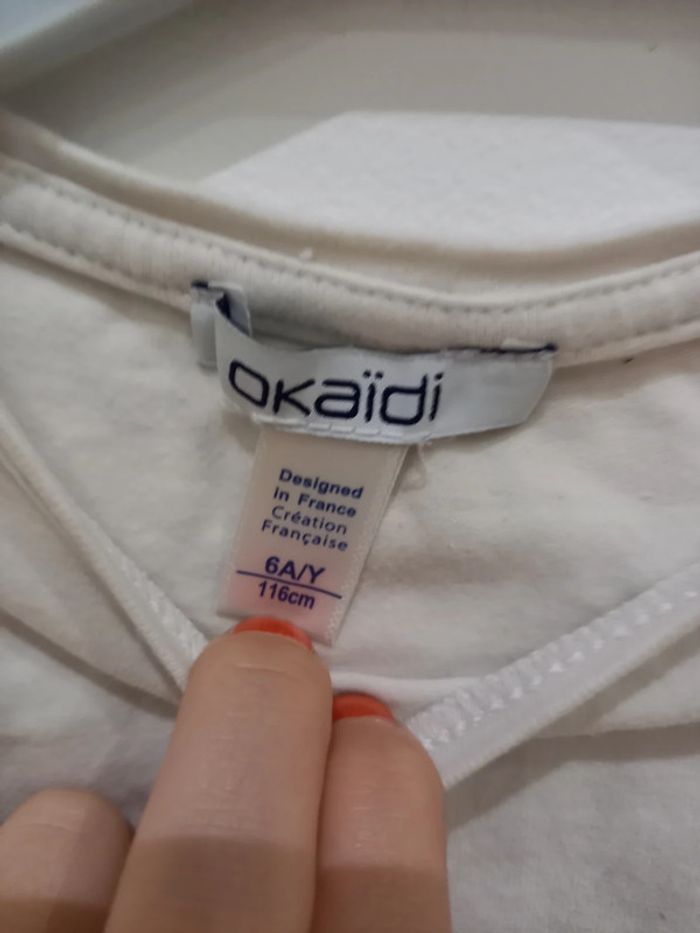 OKaïdi
Designed
in France
Création
Française
6A/Y
116cm